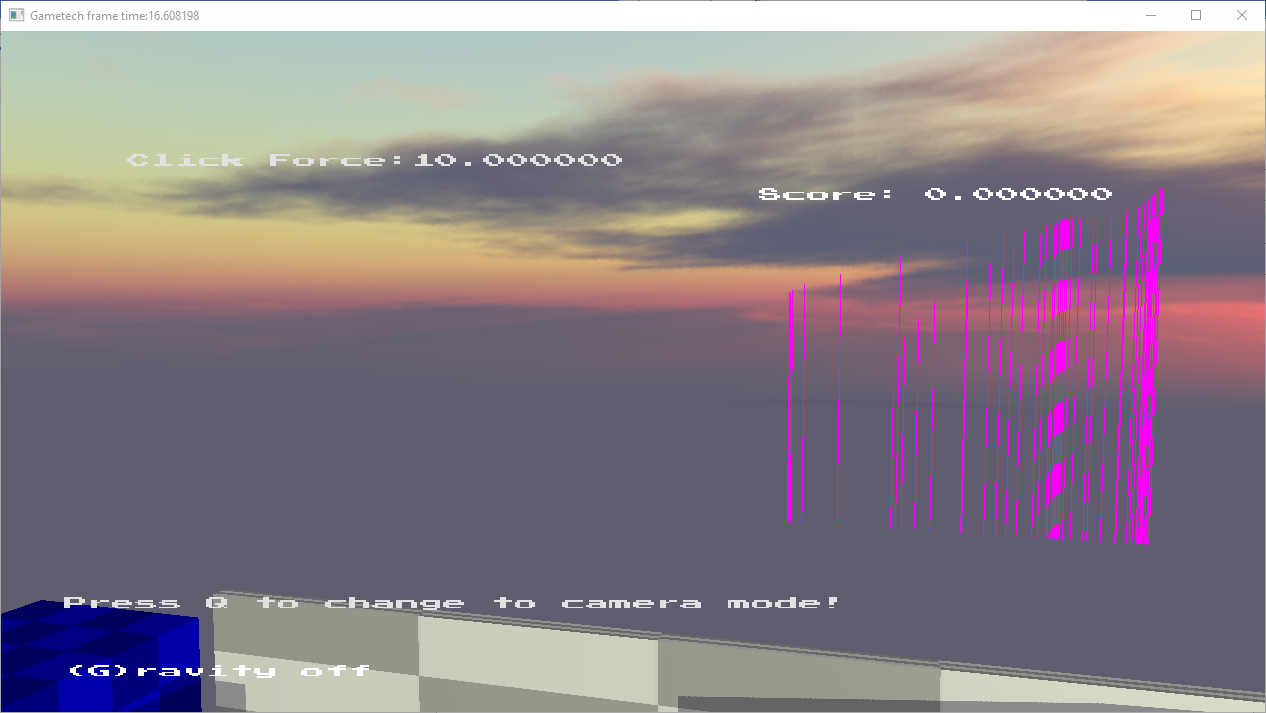 Gametech frame time:16.608198
Click Force:10.000000
Score: 0.000000
Press Q to change to camera mode!
(G)ravity off